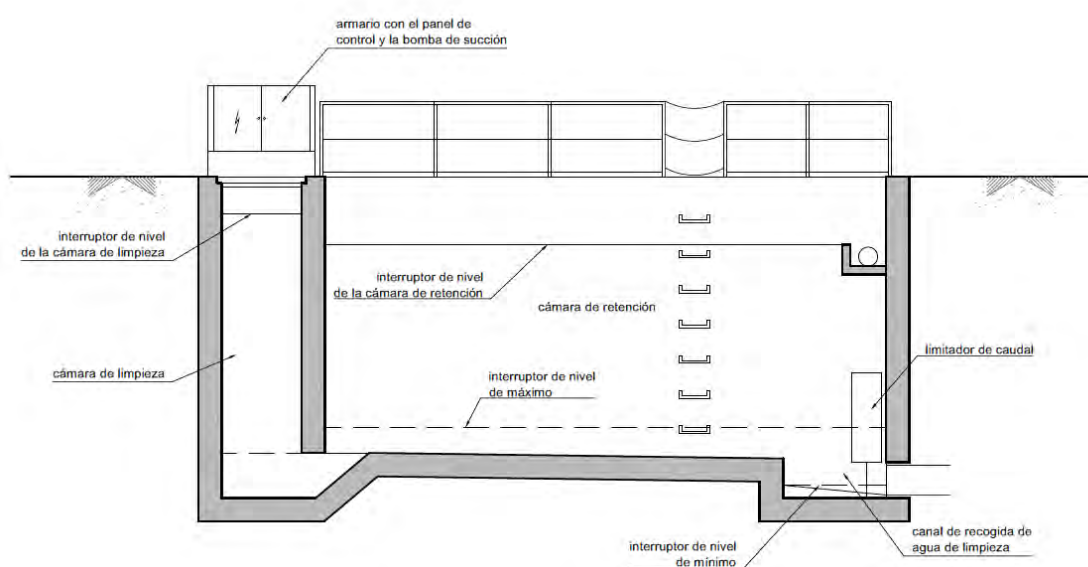 armario con el panel de
control y la bomba de succión
interruptor de nivel
de la cámara de limpieza
interruptor de nivel
de la cámara de retención
cámara de retención
limitador de caudal
cámara de limpieza
interruptor de nivel
de máximo
canal de recogida de
agua de limpieza
interruptor de nivel
de mínimo